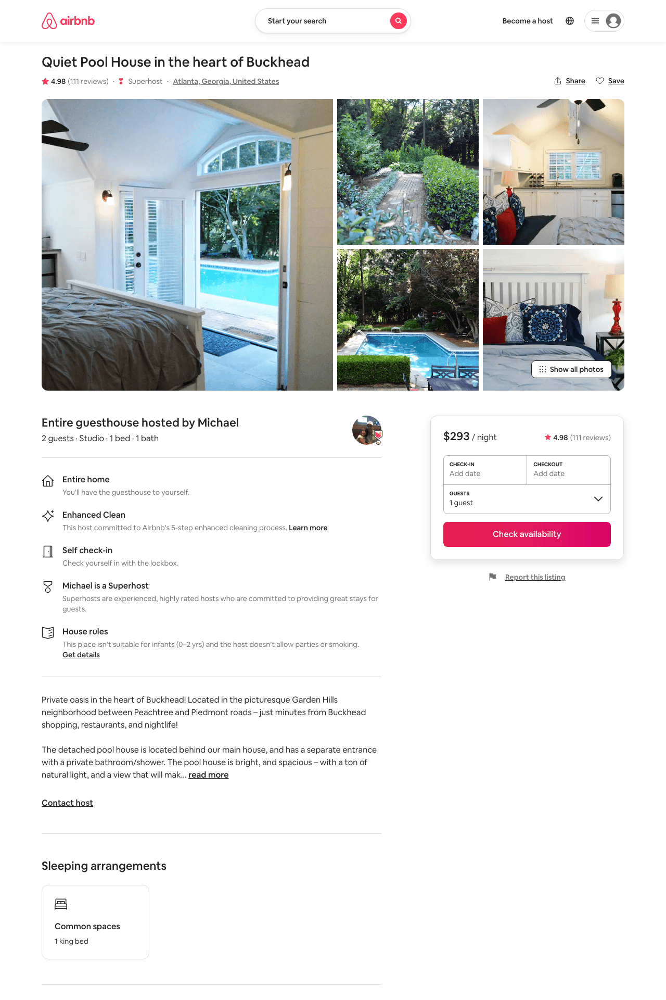 airbnb
Start your search
Become a host
Quiet Pool House in the heart of Buckhead
4.98 (111 reviews) · Superhost · Atlanta, Georgia, United States
Share
Save
Show all photos
Entire guesthouse hosted by Michael
2 guests · Studio · 1 bed · 1 bath
Entire home
You’ll have the guesthouse to yourself.
Enhanced Clean
This host committed to Airbnb's 5-step enhanced cleaning process. Learn more
Self check-in
Check yourself in with the lockbox.
Michael is a Superhost
Superhosts are experienced, highly rated hosts who are committed to providing great stays for
guests.
House rules
This place isn’t suitable for infants (0–2 yrs) and the host doesn’t allow parties or smoking.
Get details
Private oasis in the heart of Buckhead! Located in the picturesque Garden Hills
neighborhood between Peachtree and Piedmont roads – just minutes from Buckhead
shopping, restaurants, and nightlife!
The detached pool house is located behind our main house, and has a separate entrance
with a private bathroom/shower. The pool house is bright, and spacious – with a ton of
natural light, and a view that will mak... read more
Contact host
Sleeping arrangements
Common spaces
1 king bed
$293 / night
4.98 (111 reviews)
CHECK-IN
Add date
CHECKOUT
Add date
GUESTS
1 guest
Check availability
Report this listing